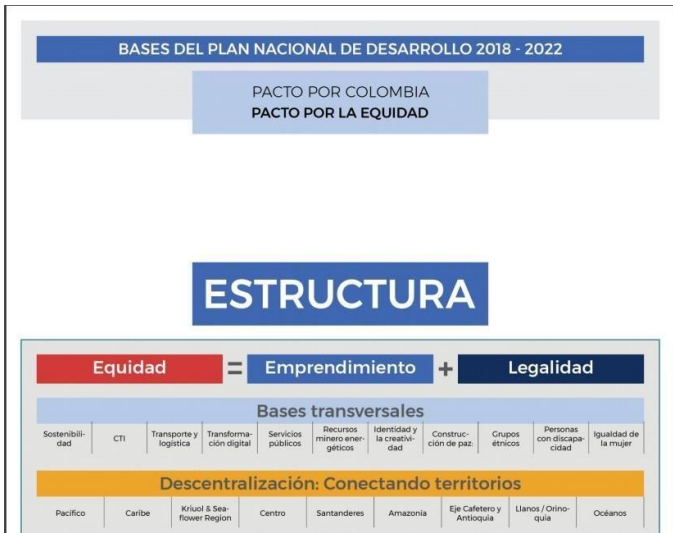 BASES DEL PLAN NACIONAL DE DESARROLLO 2018 - 2022
PACTO POR COLOMBIA
PACTO POR LA EQUIDAD
ESTRUCTURA
Equidad = Emprendimiento + Legalidad
Bases transversales
Sostenibili-
dad
CTI
Transporte y
logística
Transforma-
ción digital
Servicios
públicos
Recursos
minero ener-
géticos
Identidad y
la creativi-
dad
Construc-
ción de paz:
Grupos
étnicos
Personas
con discapa-
cidad
Igualdad de
la mujer
Descentralización: Conectando territorios
Pacífico
Caribe
Kriuol & Sea-
flower Region
Centro
Santanderes
Amazonia
Eje Cafetero y
Antioquia
Llanos / Orino-
quia
Océanos